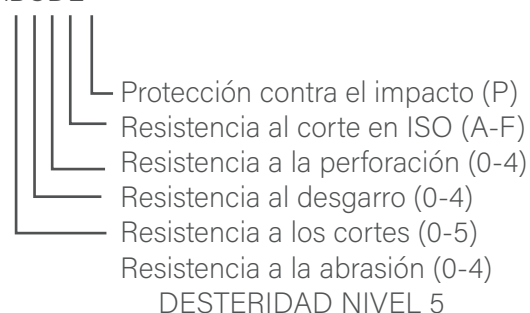 Protección contra el impacto (P)
Resistencia al corte en ISO (A-F)
Resistencia a la perforación (0-4)
Resistencia al desgarro (0-4)
Resistencia a los cortes (0-5)
Resistencia a la abrasión (0-4)
DESTERIDAD NIVEL 5